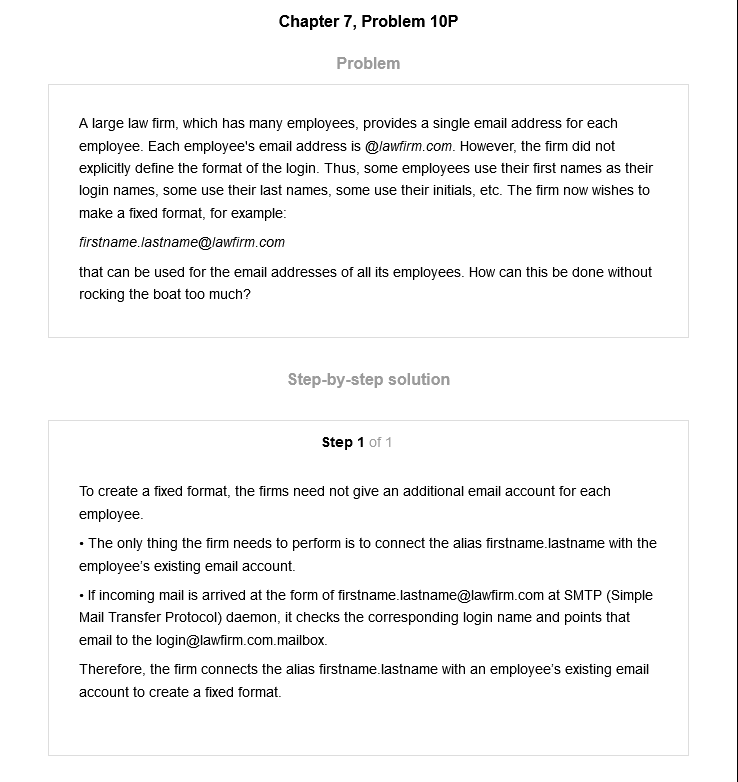 Chapter 7, Problem 10P
Problem
A large law firm, which has many employees, provides a single email address for each
employee. Each employee's email address is @lawfirm.com. However, the firm did not
explicitly define the format of the login. Thus, some employees use their first names as their
login names, some use their last names, some use their initials, etc. The firm now wishes to
make a fixed format, for example:
firstname.lastname@lawfirm.com
that can be used for the email addresses of all its employees. How can this be done without
rocking the boat too much?
Step-by-step solution
Step 1 of 1
To create a fixed format, the firms need not give an additional email account for each
employee.
• The only thing the firm needs to perform is to connect the alias firstname.lastname with the
employee’s existing email account.
• If incoming mail is arrived at the form of firstname.lastname@lawfirm.com at SMTP (Simple
Mail Transfer Protocol) daemon, it checks the corresponding login name and points that
email to the login@lawfirm.com.mailbox.
Therefore, the firm connects the alias firstname.lastname with an employee’s existing email
account to create a fixed format.